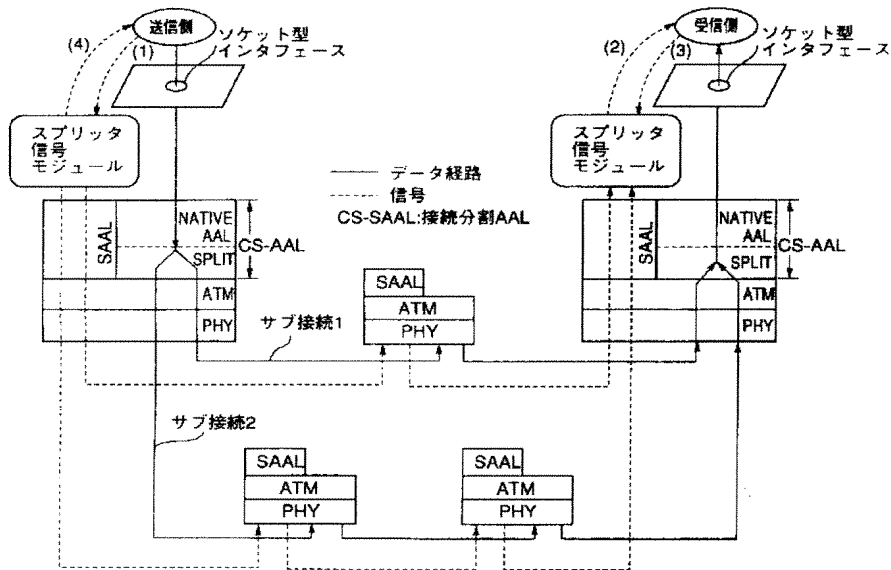 送信側
(4)
(1)
ソケット型
インタフェース
スプリッタ
信号
モジュール
受信側
(2)
(3)
ソケット型
インタフェース
スプリッタ
信号
モジュール
データ経路
信号
CS-SAAL:接続分割AAL
SAAL
NATIVE
AAL
SPLIT
CS-AAL
ATM
PHY
SAAL
NATIVE
AAL
SPLIT
CS-AAL
ATM
PHY
SAAL
ATM
PHY
サブ接続1
サブ接続2
SAAL
ATM
PHY
SAAL
ATM
PHY